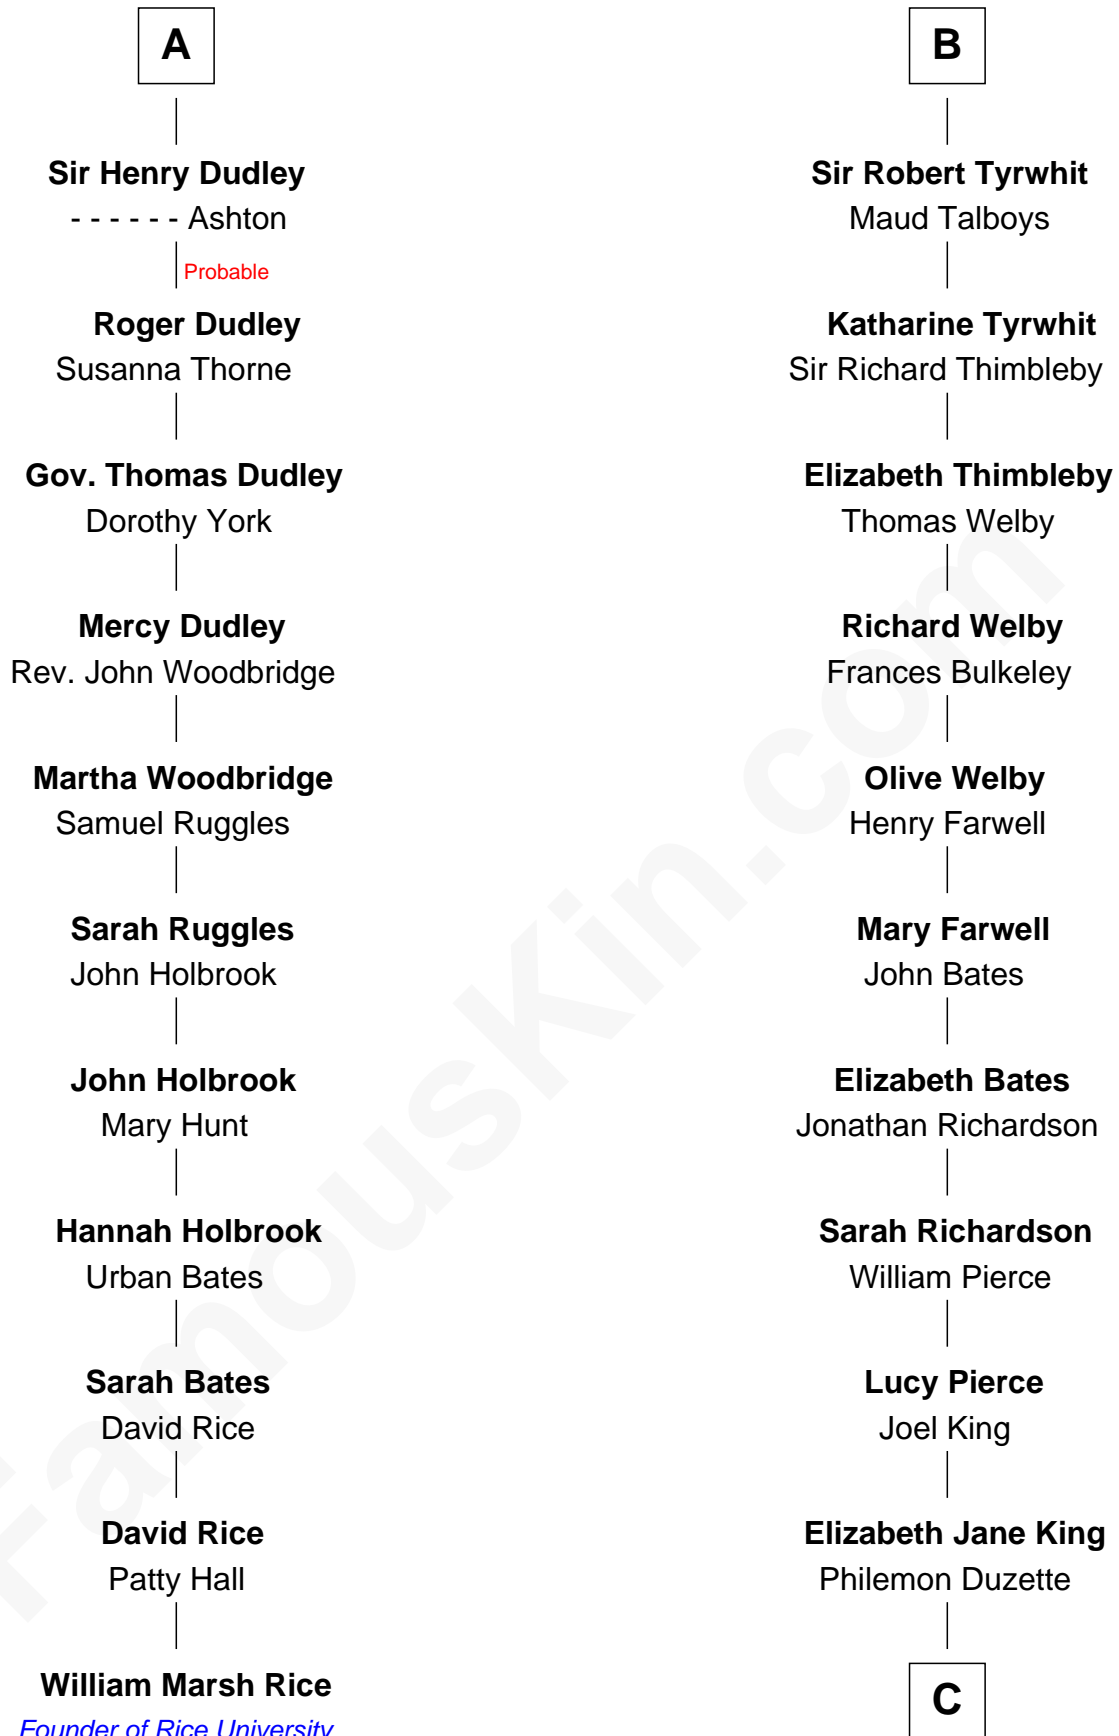 A
Sir Henry Dudley
- - - - - - Ashton
Probable
Roger Dudley
Susanna Thorne
Gov. Thomas Dudley
Dorothy York
Mercy Dudley
Rev. John Woodbridge
Martha Woodbridge
Samuel Ruggles
Sarah Ruggles
John Holbrook
John Holbrook
Mary Hunt
Hannah Holbrook
Urban Bates
Sarah Bates
David Rice
David Rice
Patty Hall
William Marsh Rice
Founder of Rice University
B
Sir Robert Tyrwhit
Maud Talboys
Katharine Tyrwhit
Sir Richard Thimbleby
Elizabeth Thimbleby
Thomas Welby
Richard Welby
Frances Bulkeley
Olive Welby
Henry Farwell
Mary Farwell
John Bates
Elizabeth Bates
Jonathan Richardson
Sarah Richardson
William Pierce
Lucy Pierce
Joel King
Elizabeth Jane King
Philemon Duzette
C
FamousKin.com